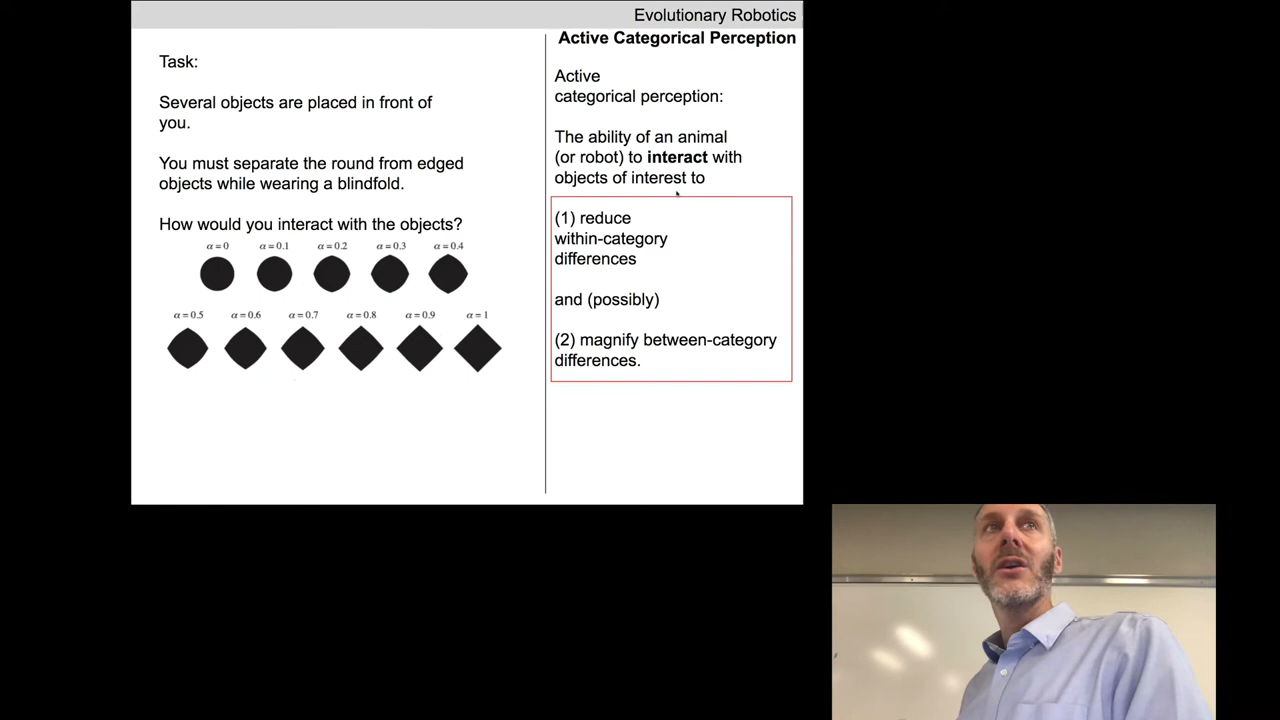 Evolutionary Robotics
Active Categorical Perception
Task:
Several objects are placed in front of
you.
You must separate the round from edged
objects while wearing a blindfold.
How would you interact with the objects?
α = 0 α = 0.1 α = 0.2 α = 0.3 α = 0.4
α = 0.5 α = 0.6 α = 0.7 α = 0.8 α = 0.9 α = 1
Active
categorical perception:
The ability of an animal
(or robot) to interact with
objects of interest to
(1) reduce
within-category
differences
and (possibly)
(2) magnify between-category
differences.